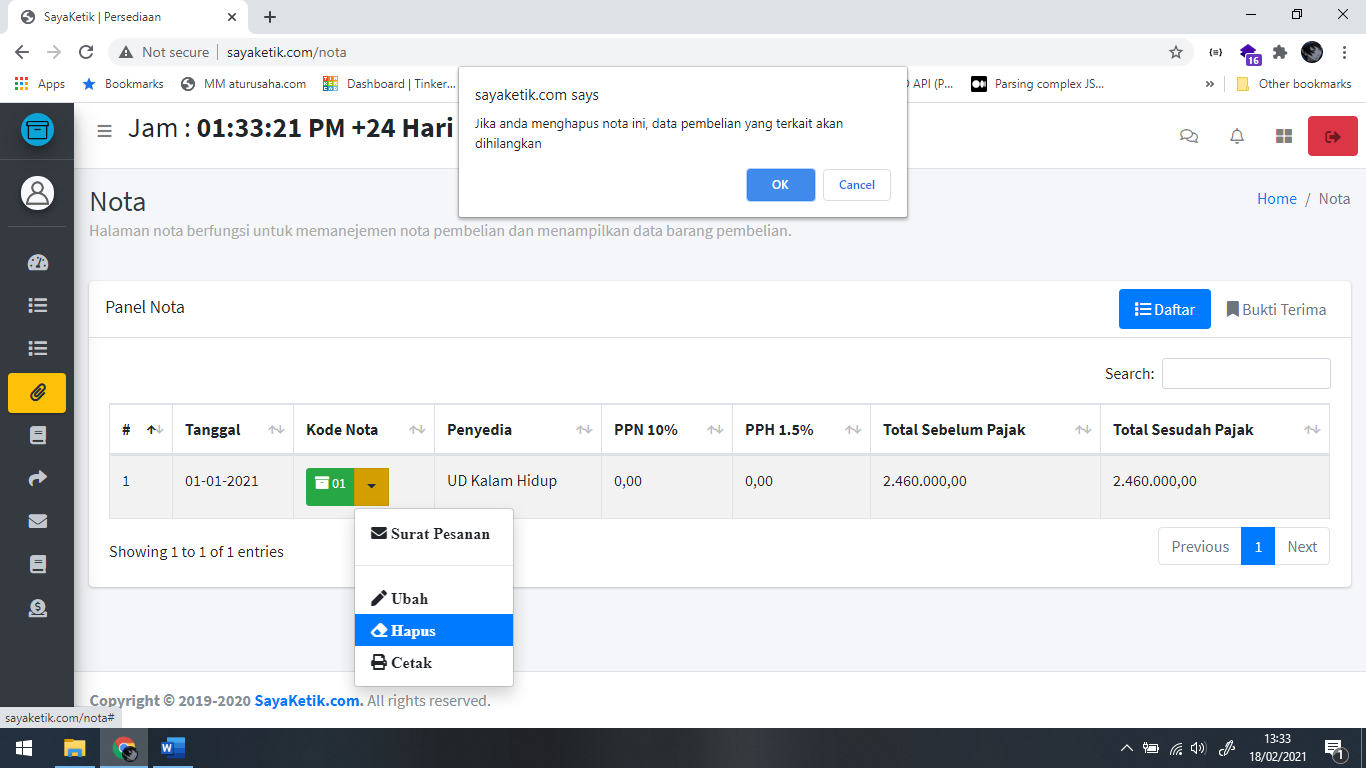 SayaKetik | Persediaan
Not secure
sayaketik.com/nota
16
Apps
Bookmarks
MM aturusaha.com
Dashboard | Tinker...
O API (P...
Parsing complex JS...
»
Other bookmarks
sayaketik.com says
Jika anda menghapus nota ini, data pembelian yang terkait akan
dihilangkan
OK
Cancel
Jam : 01:33:21 PM +24 Hari
Nota
Home / Nota
Halaman nota berfungsi untuk memanejemen nota pembelian dan menampilkan data barang pembelian.
Panel Nota
Daftar
Bukti Terima
Search:
# Tanggal Kode Nota Penyedia PPN 10% PPH 1.5% Total Sebelum Pajak Total Sesudah Pajak
1 01-01-2021 01 UD Kalam Hidup 0,00 0,00 2.460.000,00 2.460.000,00
Surat Pesanan
Ubah
Hapus
Cetak
Showing 1 to 1 of 1 entries
Previous 1 Next
Copyright © 2019-2020 SayaKetik.com. All rights reserved.
sayaketik.com/nota#
13:33
18/02/2021
1